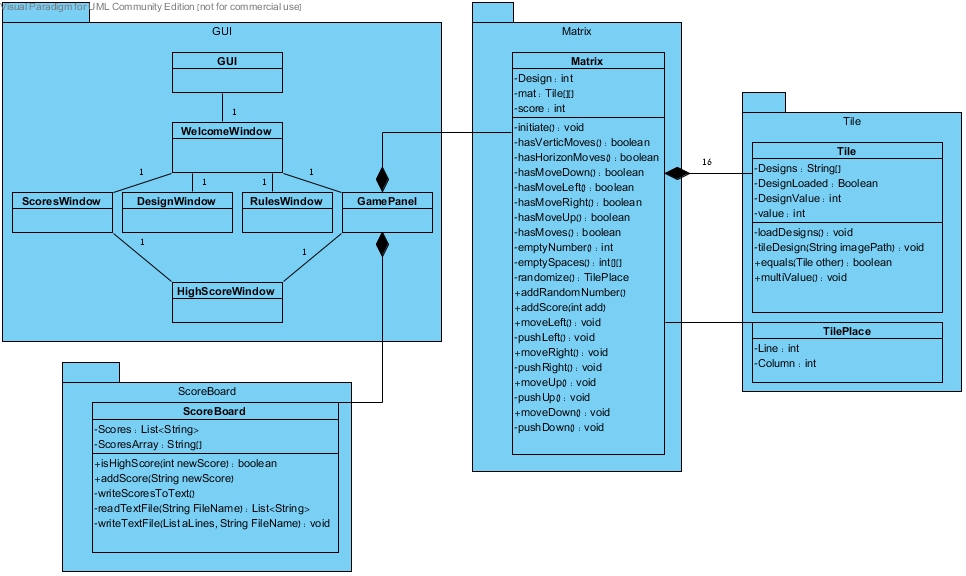 Visual Paradigm for UML Community Edition [not for commercial use]
GUI
GUI
1
WelcomeWindow
1
1
1
1
ScoresWindow
DesignWindow
RulesWindow
GamePanel
1
1
HighScoreWindow
ScoreBoard
ScoreBoard
-Scores : List<String>
-ScoresArray : String[]
+isHighScore(int newScore) : boolean
+addScore(String newScore)
-writeScoresToText()
-readTextFile(String FileName) : List<String>
-writeTextFile(List aLines, String FileName) : void
Matrix
Matrix
-Design : int
-mat : Tile[][]
-score : int
-initiate() : void
-hasVerticMoves() : boolean
-hasHorizonMoves() : boolean
-hasMoveDown() : boolean
-hasMoveLeft() : boolean
-hasMoveRight() : boolean
-hasMoveUp() : boolean
-hasMoves() : boolean
-emptyNumber() : int
-emptySpaces() : int[][]
-randomize() : TilePlace
+addRandomNumber()
+addScore(int add)
+moveLeft() : void
-pushLeft() : void
+moveRight() : void
-pushRight() : void
+moveUp() : void
-pushUp() : void
+moveDown() : void
-pushDown() : void
16
Tile
Tile
-Designs : String[]
-DesignLoaded : Boolean
-DesignValue : int
-value : int
-loadDesigns() : void
-tileDesign(String imagePath) : void
+equals(Tile other) : boolean
+multiValue() : void
TilePlace
-Line : int
-Column : int